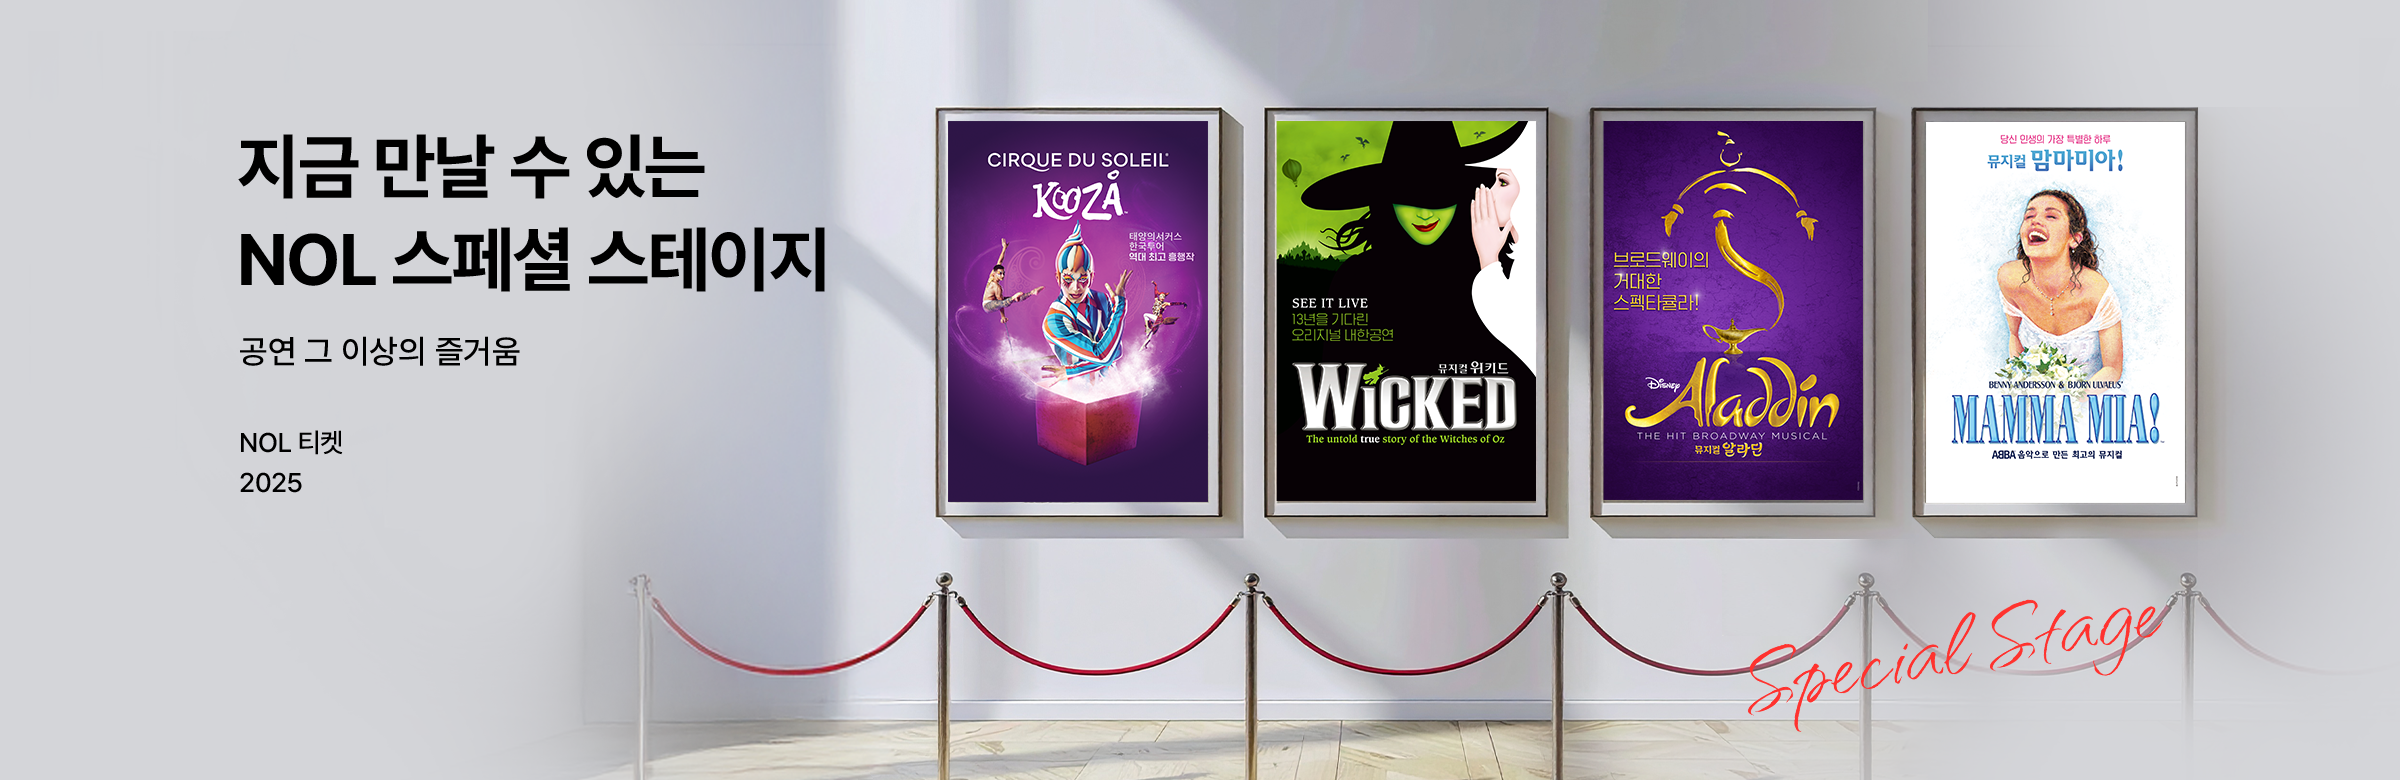 지금 만날 수 있는
NOL 스페셜 스테이지
공연 그 이상의 즐거움
NOL 티켓
2025
CIRQUE DU SOLEIL
KOOZÅ
태양의서커스
한국투어
역대 최고 흥행작
SEE IT LIVE
13년을 기다린
오리지널 내한공연
뮤지컬 위키드
WICKED
The untold true story of the Witches of Oz
브로드웨이의
거대한
스펙타큘라!
DISNEY
Aladdin
THE HIT BROADWAY MUSICAL
뮤지컬 알라딘
당신 인생의 가장 특별한 하루
뮤지컬 맘마미아!
BENNY ANDERSSON & BJÖRN ULVAEUS'
MAMMA MIA!
ABBA 음악으로 만든 최고의 뮤지컬
Special Stage